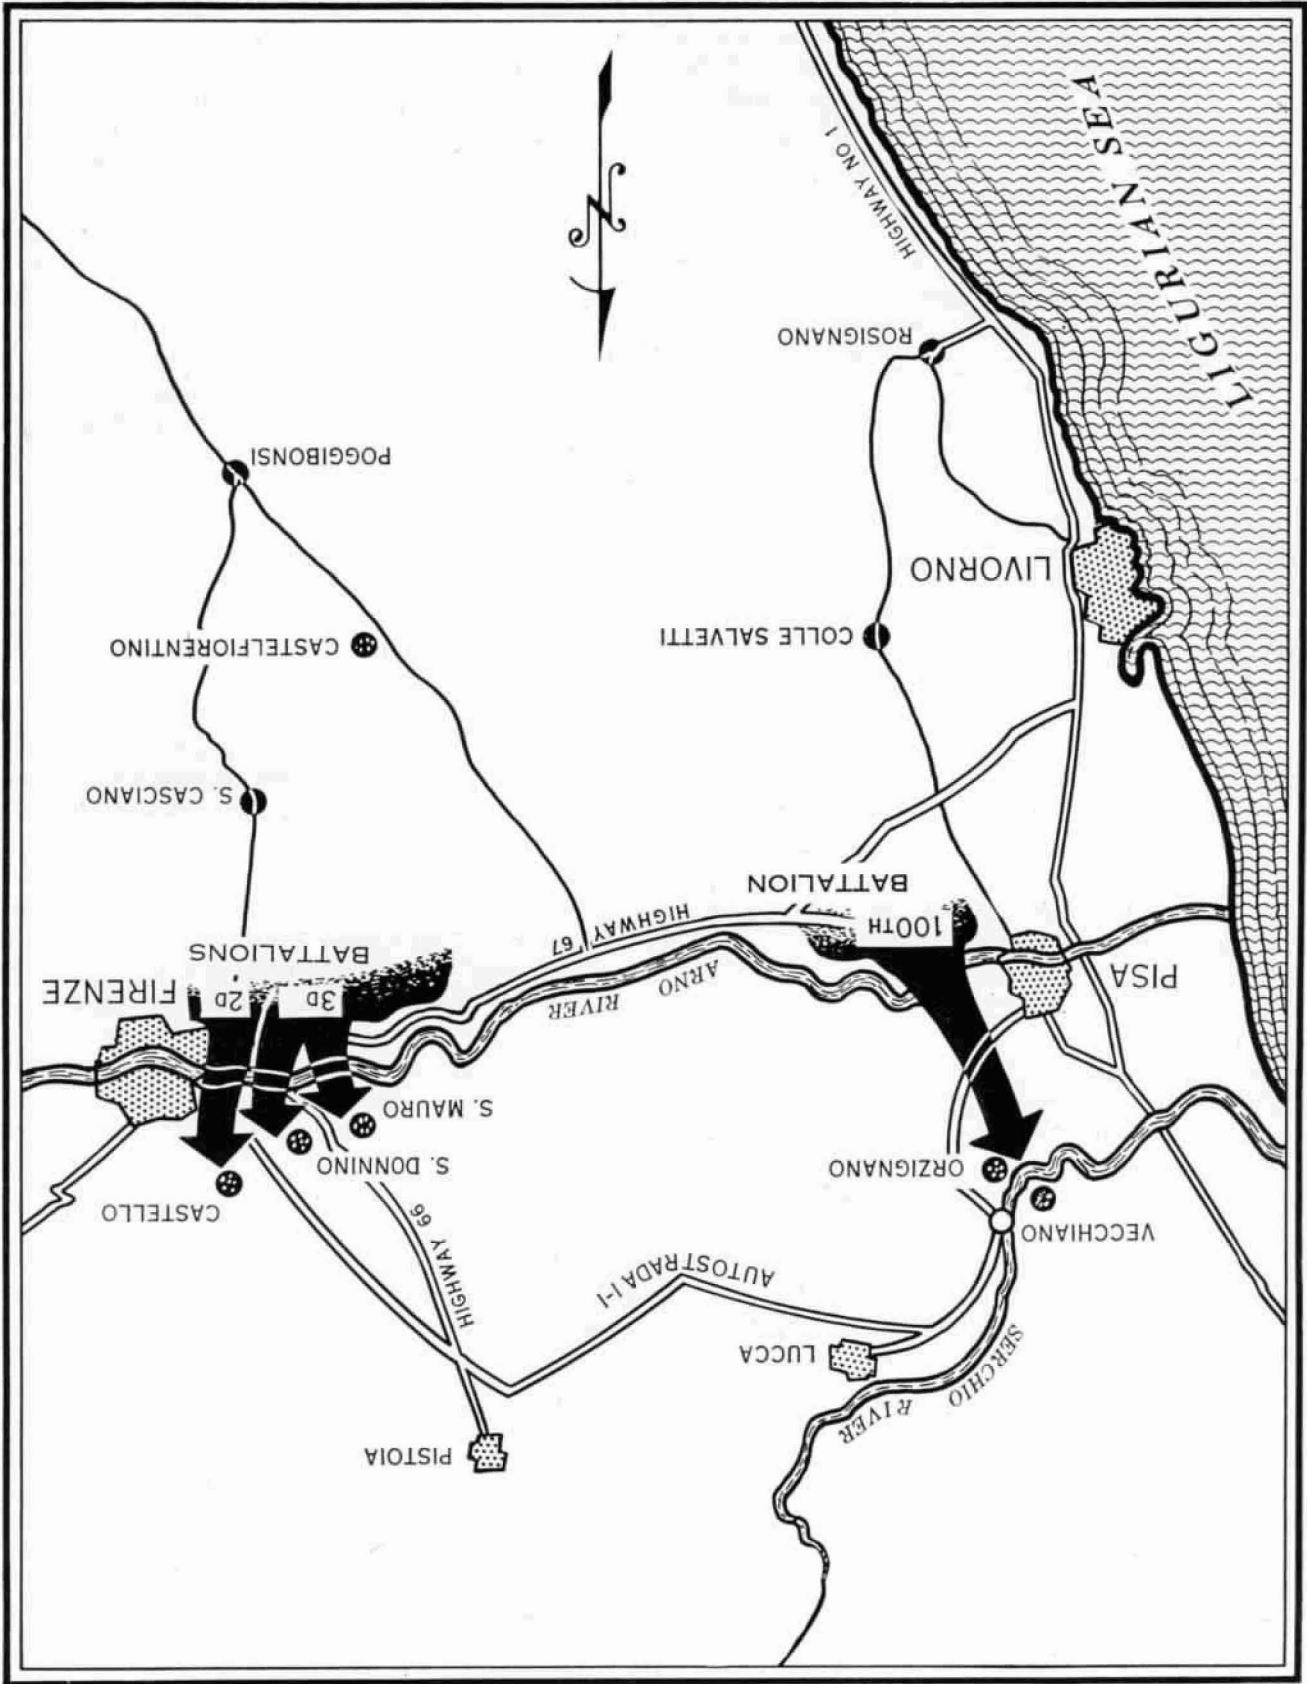 PISTOIA
LUCCA
SERCHIO
RIVER
AUTOSTRADA I-I
HIGHWAY 66
VECCHIANO
CASTELLO
ORZIGNANO
S. DONNINO
S. MAURO
PISA
ARNO
RIVER
FIRENZE
2D
3D
BATTALIONS
100TH
BATTALION
HIGHWAY 67
S. CASCIANO
COLLE SALVETTI
CASTELFIORENTINO
LIVORNO
POGGIBONSI
ROSIGNANO
N
HIGHWAY NO 1
LIGURIAN SEA